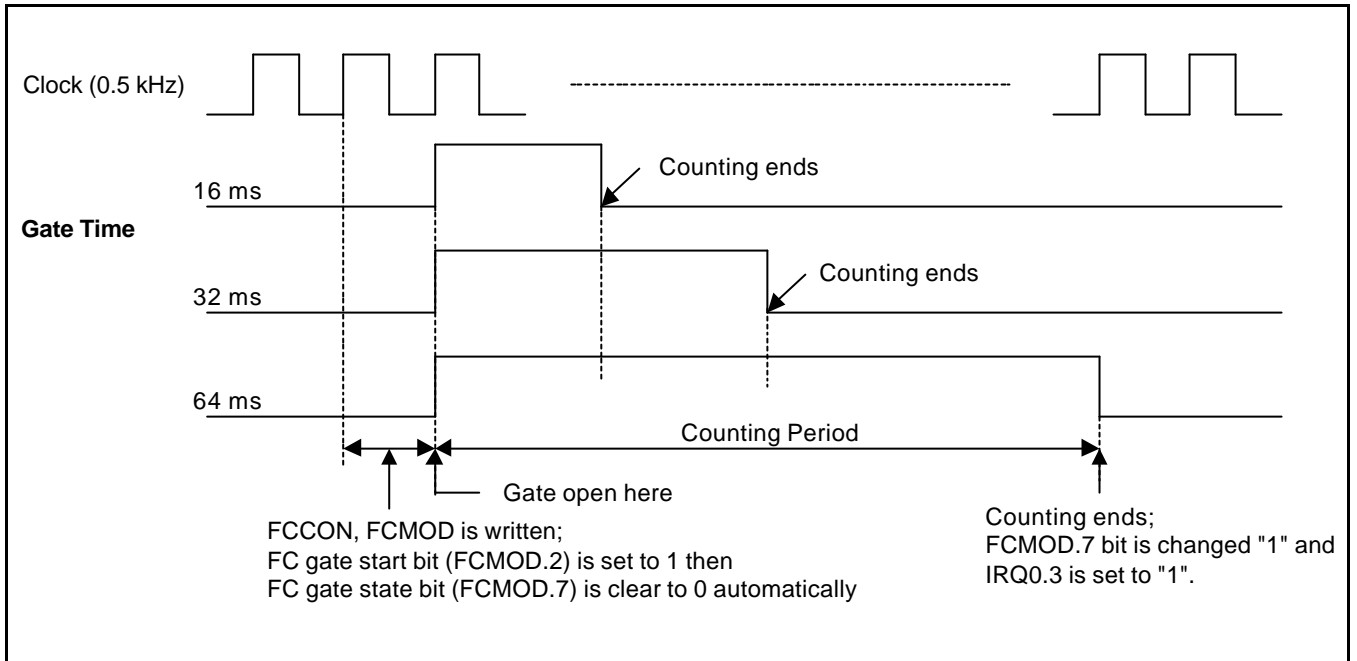 Clock (0.5 kHz)
Counting ends
16 ms
Gate Time
Counting ends
32 ms
64 ms
Counting Period
Gate open here
FCCON, FCMOD is written;
FC gate start bit (FCMOD.2) is set to 1 then
FC gate state bit (FCMOD.7) is clear to 0 automatically
Counting ends;
FCMOD.7 bit is changed "1" and
IRQ0.3 is set to "1".